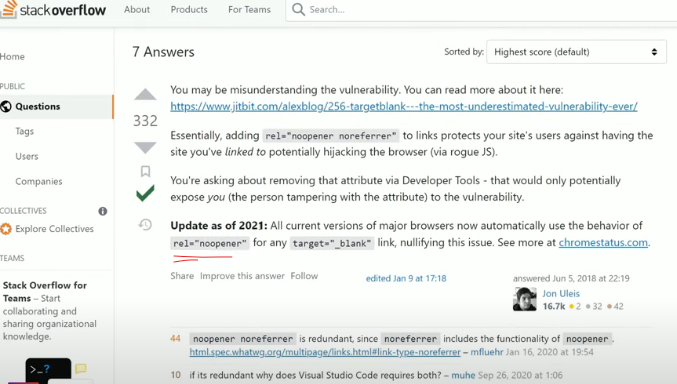 stackoverflow About Products For Teams Search...
Home
PUBLIC
Questions
Tags
Users
Companies
COLLECTIVES
Explore Collectives
TEAMS
Stack Overflow for
Teams – Start
collaborating and
sharing organizational
knowledge.
7 Answers
Sorted by: Highest score (default)
332
You may be misunderstanding the vulnerability. You can read more about it here:
https://www.jitbit.com/alexblog/256-targetblank---the-most-underestimated-vulnerability-ever/
Essentially, adding rel="noopener noreferrer" to links protects your site's users against having the
site you've linked to potentially hijacking the browser (via rogue JS).
You're asking about removing that attribute via Developer Tools - that would only potentially
expose you (the person tampering with the attribute) to the vulnerability.
Update as of 2021: All current versions of major browsers now automatically use the behavior of
rel="noopener" for any target="_blank" link, nullifying this issue. See more at chromestatus.com.
Share Improve this answer Follow
edited Jan 9 at 17:18
answered Jun 5, 2018 at 22:19
Jon Uleis
16.7k 2 32 42
44 noopener noreferrer is redundant, since noreferrer includes the functionality of noopener.
html.spec.whatwg.org/multipage/links.html#link-type-noreferrer – mfluehr Jan 16, 2020 at 19:54
10 if its redundant why does Visual Studio Code requires both? – muhe Sep 26, 2020 at 1:06
>_?